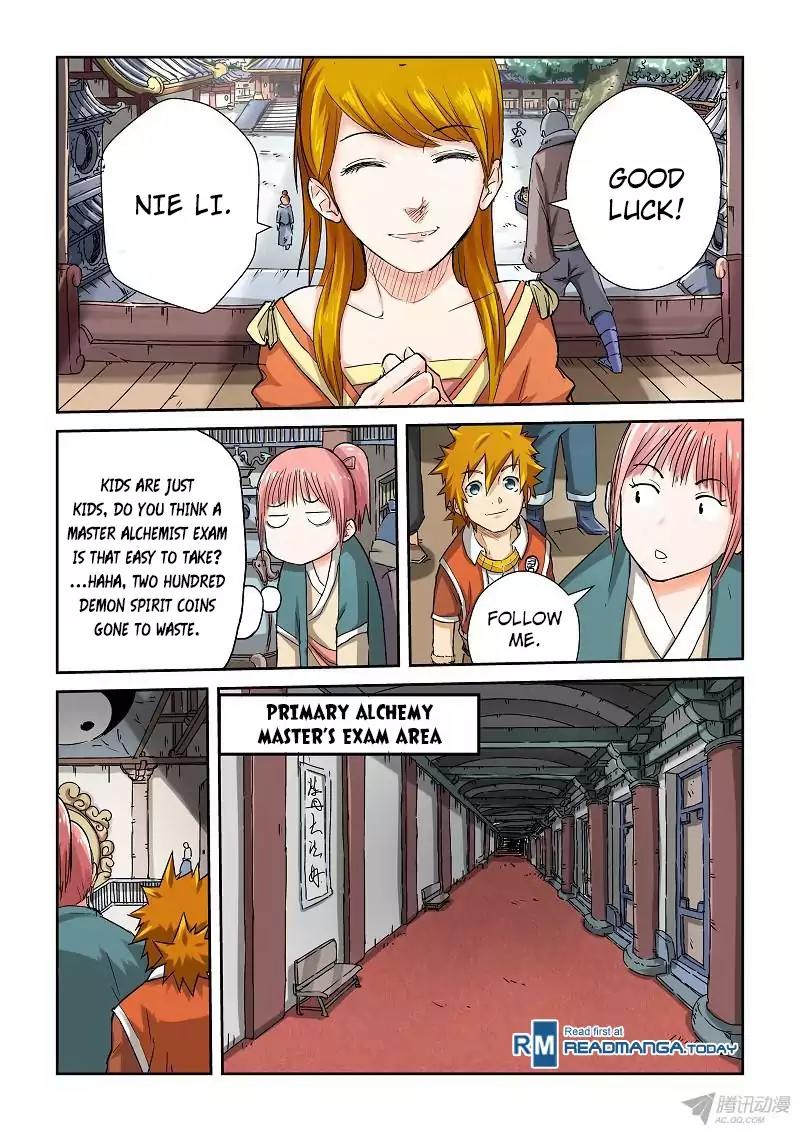 NIE LI.
GOOD
LUCK!
KIDS ARE JUST
KIDS, DO YOU THINK A
MASTER ALCHEMIST EXAM
IS THAT EASY TO TAKE?
...HAHA, TWO HUNDRED
DEMON SPIRIT COINS
GONE TO WASTE.
FOLLOW
ME.
PRIMARY ALCHEMY
MASTER'S EXAM AREA
RM
Read first at
READMANGA.TODAY
腾讯动漫
AC.QQ.COM